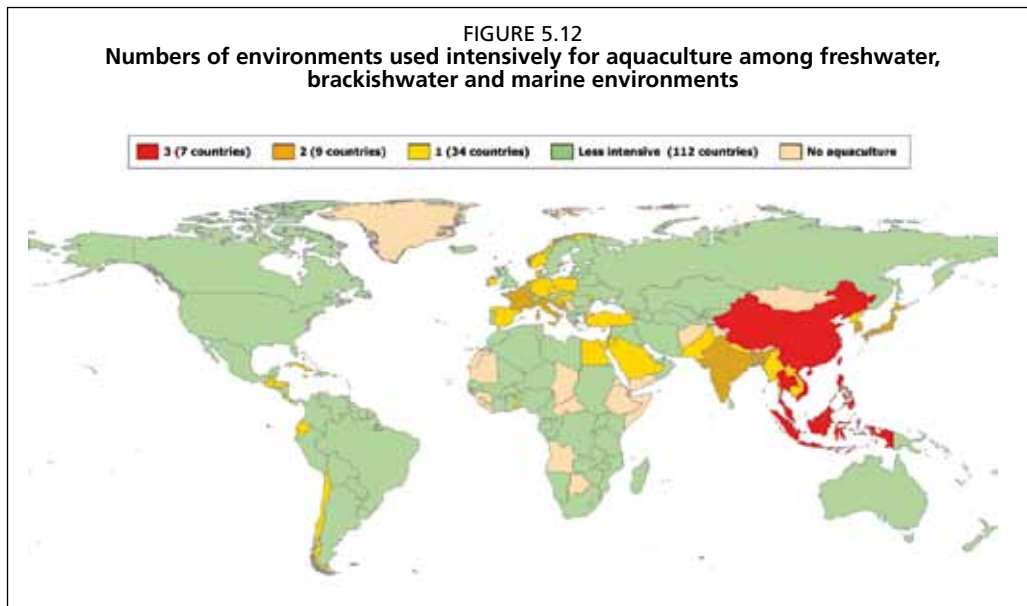 FIGURE 5.12
Numbers of environments used intensively for aquaculture among freshwater,
brackishwater and marine environments
3 (7 countries) 2 (9 countries) 1 (34 countries) Less intensive (112 countries) No aquaculture